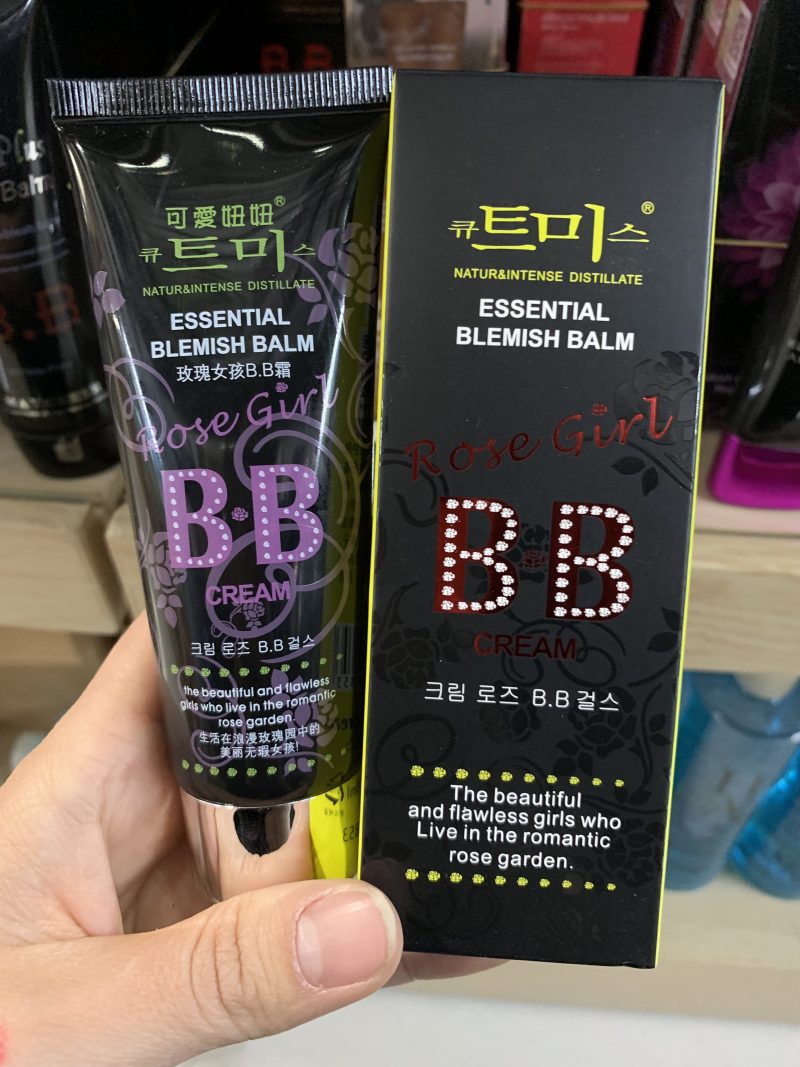 可愛妞妞®
큐트미스
NATUR&INTENSE DISTILLATE
ESSENTIAL
BLEMISH BALM
玫瑰女孩B.B霜
Rose Girl
B·B
CREAM
크림 로즈 B.B 걸스
the beautiful and flawless
girls who live in the romantic
rose garden.
生活在浪漫玫瑰园中的
美丽无瑕女孩!
큐트미스®
NATUR&INTENSE DISTILLATE
ESSENTIAL
BLEMISH BALM
Rose Girl
B·B
CREAM
크림 로즈 B.B 걸스
The beautiful
and flawless girls who
Live in the romantic
rose garden.
Plus
Balm
B.B